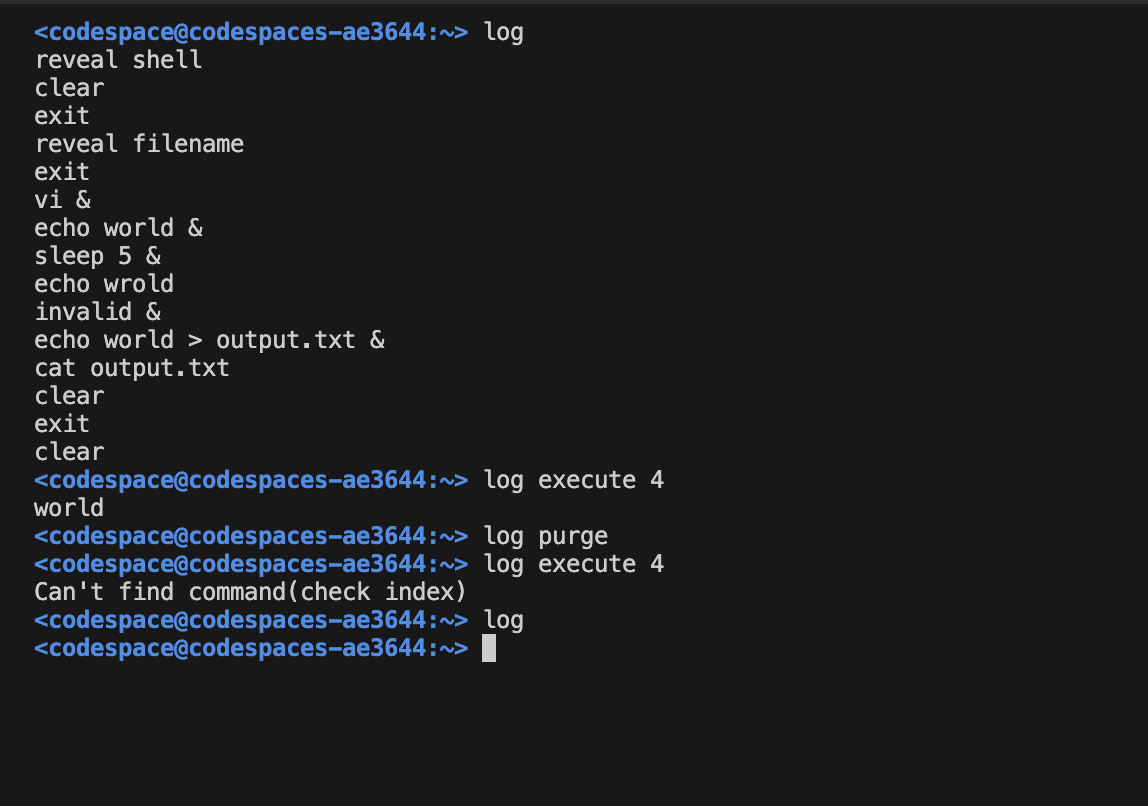 <codespace@codespaces-ae3644:~> log
reveal shell
clear
exit
reveal filename
exit
vi &
echo world &
sleep 5 &
echo wrold
invalid &
echo world > output.txt &
cat output.txt
clear
exit
clear
<codespace@codespaces-ae3644:~> log execute 4
world
<codespace@codespaces-ae3644:~> log purge
<codespace@codespaces-ae3644:~> log execute 4
Can't find command(check index)
<codespace@codespaces-ae3644:~> log
<codespace@codespaces-ae3644:~>